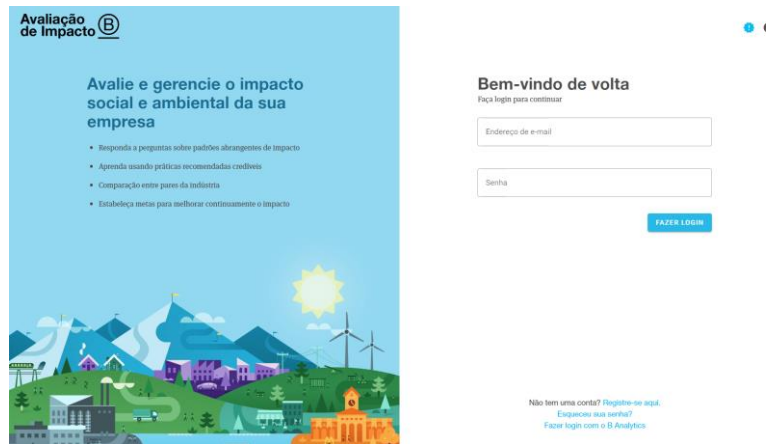 Avaliação
de Impacto B
Avalie e gerencie o impacto
social e ambiental da sua
empresa
• Responda a perguntas sobre padrões abrangentes de impacto
• Aprenda usando práticas recomendadas credíveis
• Comparação entre pares da indústria
• Estabeleça metas para melhorar continuamente o impacto
Bem-vindo de volta
Faça login para continuar
Endereço de e-mail
Senha
FAZER LOGIN
Não tem uma conta? Registre-se aqui.
Esqueceu sua senha?
Fazer login com o B Analytics